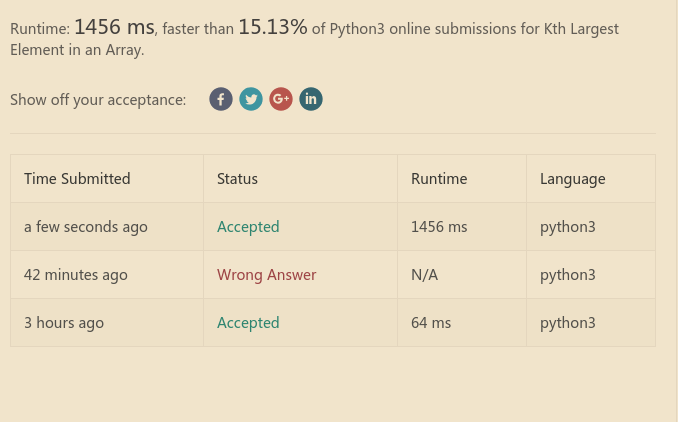 Runtime: 1456 ms, faster than 15.13% of Python3 online submissions for Kth Largest
Element in an Array.
Show off your acceptance: f G+ in
Time Submitted Status Runtime Language
a few seconds ago Accepted 1456 ms python3
42 minutes ago Wrong Answer N/A python3
3 hours ago Accepted 64 ms python3